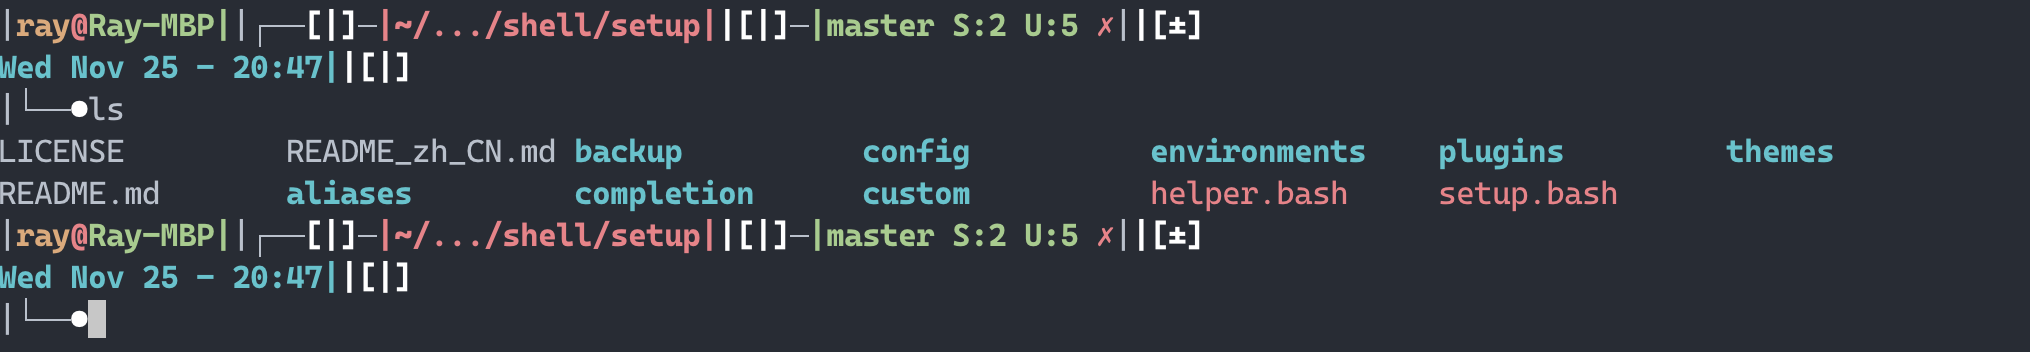 |ray@Ray-MBP||┌──[|]─|~/.../shell/setup||[|]─|master S:2 U:5 ✗||[±]
Wed Nov 25 - 20:47||[|]
|└──●ls
LICENSE         README_zh_CN.md backup          config          environments    plugins         themes
README.md       aliases         completion      custom          helper.bash     setup.bash
|ray@Ray-MBP||┌──[|]─|~/.../shell/setup||[|]─|master S:2 U:5 ✗||[±]
Wed Nov 25 - 20:47||[|]
|└──●